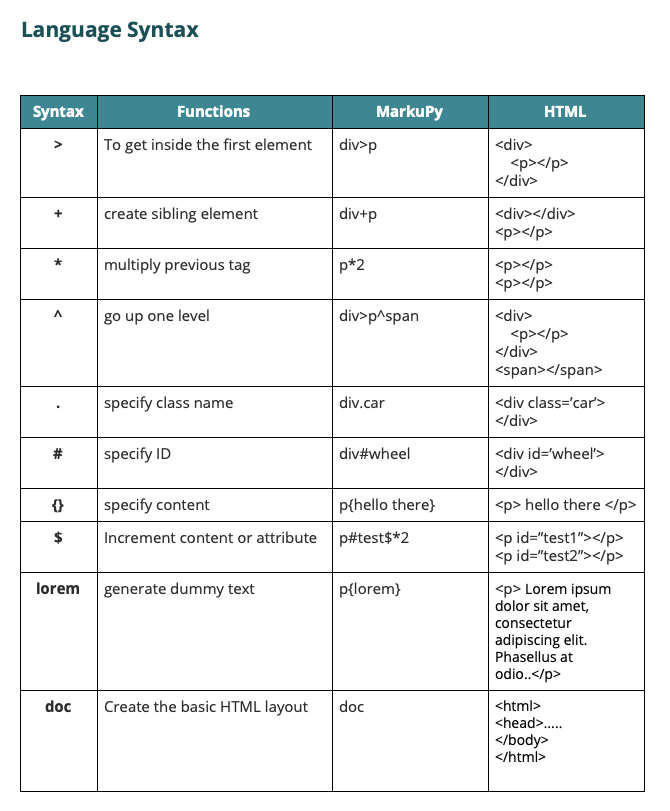 Language Syntax
Syntax Functions MarkuPy HTML
> To get inside the first element div>p <div>
<p></p>
</div>
+ create sibling element div+p <div></div>
<p></p>
* multiply previous tag p*2 <p></p>
<p></p>
^ go up one level div>p^span <div>
<p></p>
</div>
<span></span>
. specify class name div.car <div class=‘car’>
</div>
# specify ID div#wheel <div id=‘wheel’>
</div>
{} specify content p{hello there} <p> hello there </p>
$ Increment content or attribute p#test$*2 <p id=”test1”></p>
<p id=”test2”></p>
lorem generate dummy text p{lorem} <p> Lorem ipsum
dolor sit amet,
consectetur
adipiscing elit.
Phasellus at
odio..</p>
doc Create the basic HTML layout doc <html>
<head>.....
</body>
</html>